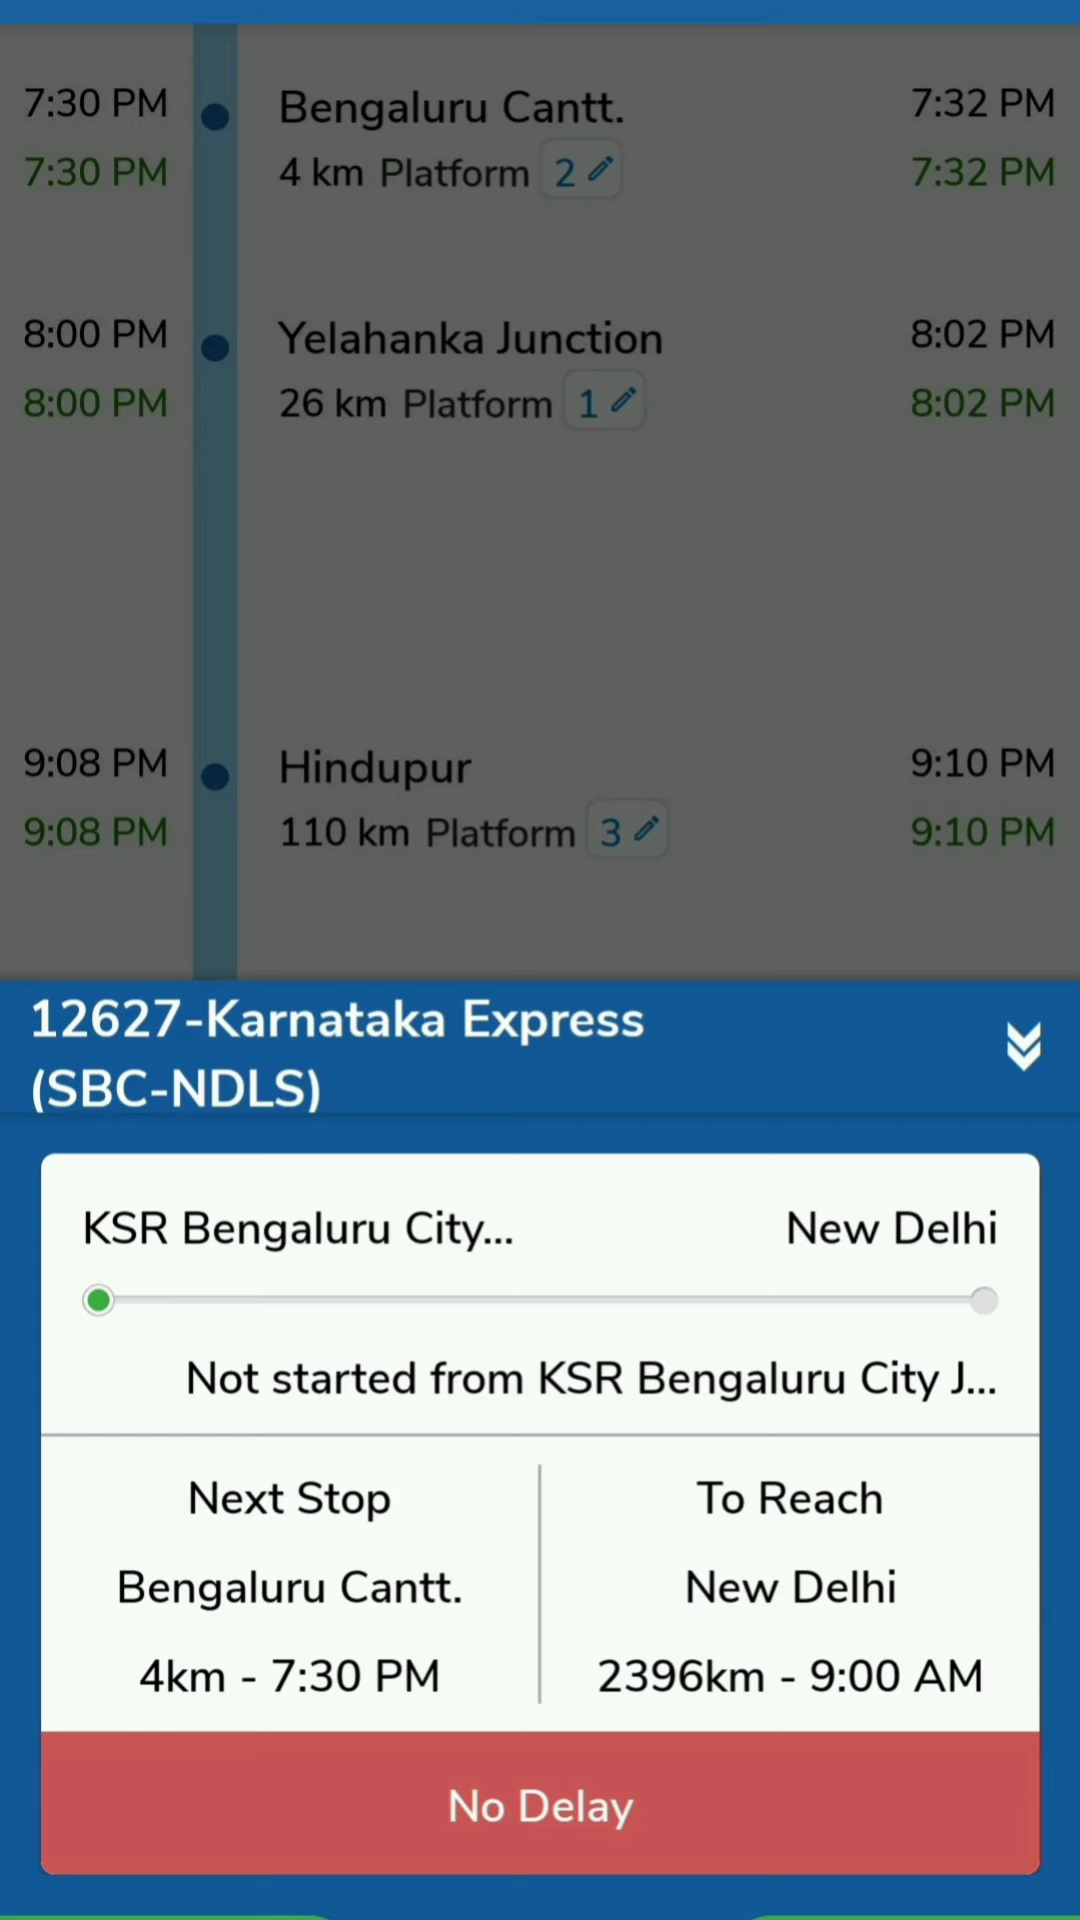 7:30 PM Bengaluru Cantt. 7:32 PM
7:30 PM 4 km Platform 2 7:32 PM
8:00 PM Yelahanka Junction 8:02 PM
8:00 PM 26 km Platform 1 8:02 PM
9:08 PM Hindupur 9:10 PM
9:08 PM 110 km Platform 3 9:10 PM
12627-Karnataka Express
(SBC-NDLS)
KSR Bengaluru City... New Delhi
Not started from KSR Bengaluru City J...
Next Stop To Reach
Bengaluru Cantt. New Delhi
4km - 7:30 PM 2396km - 9:00 AM
No Delay